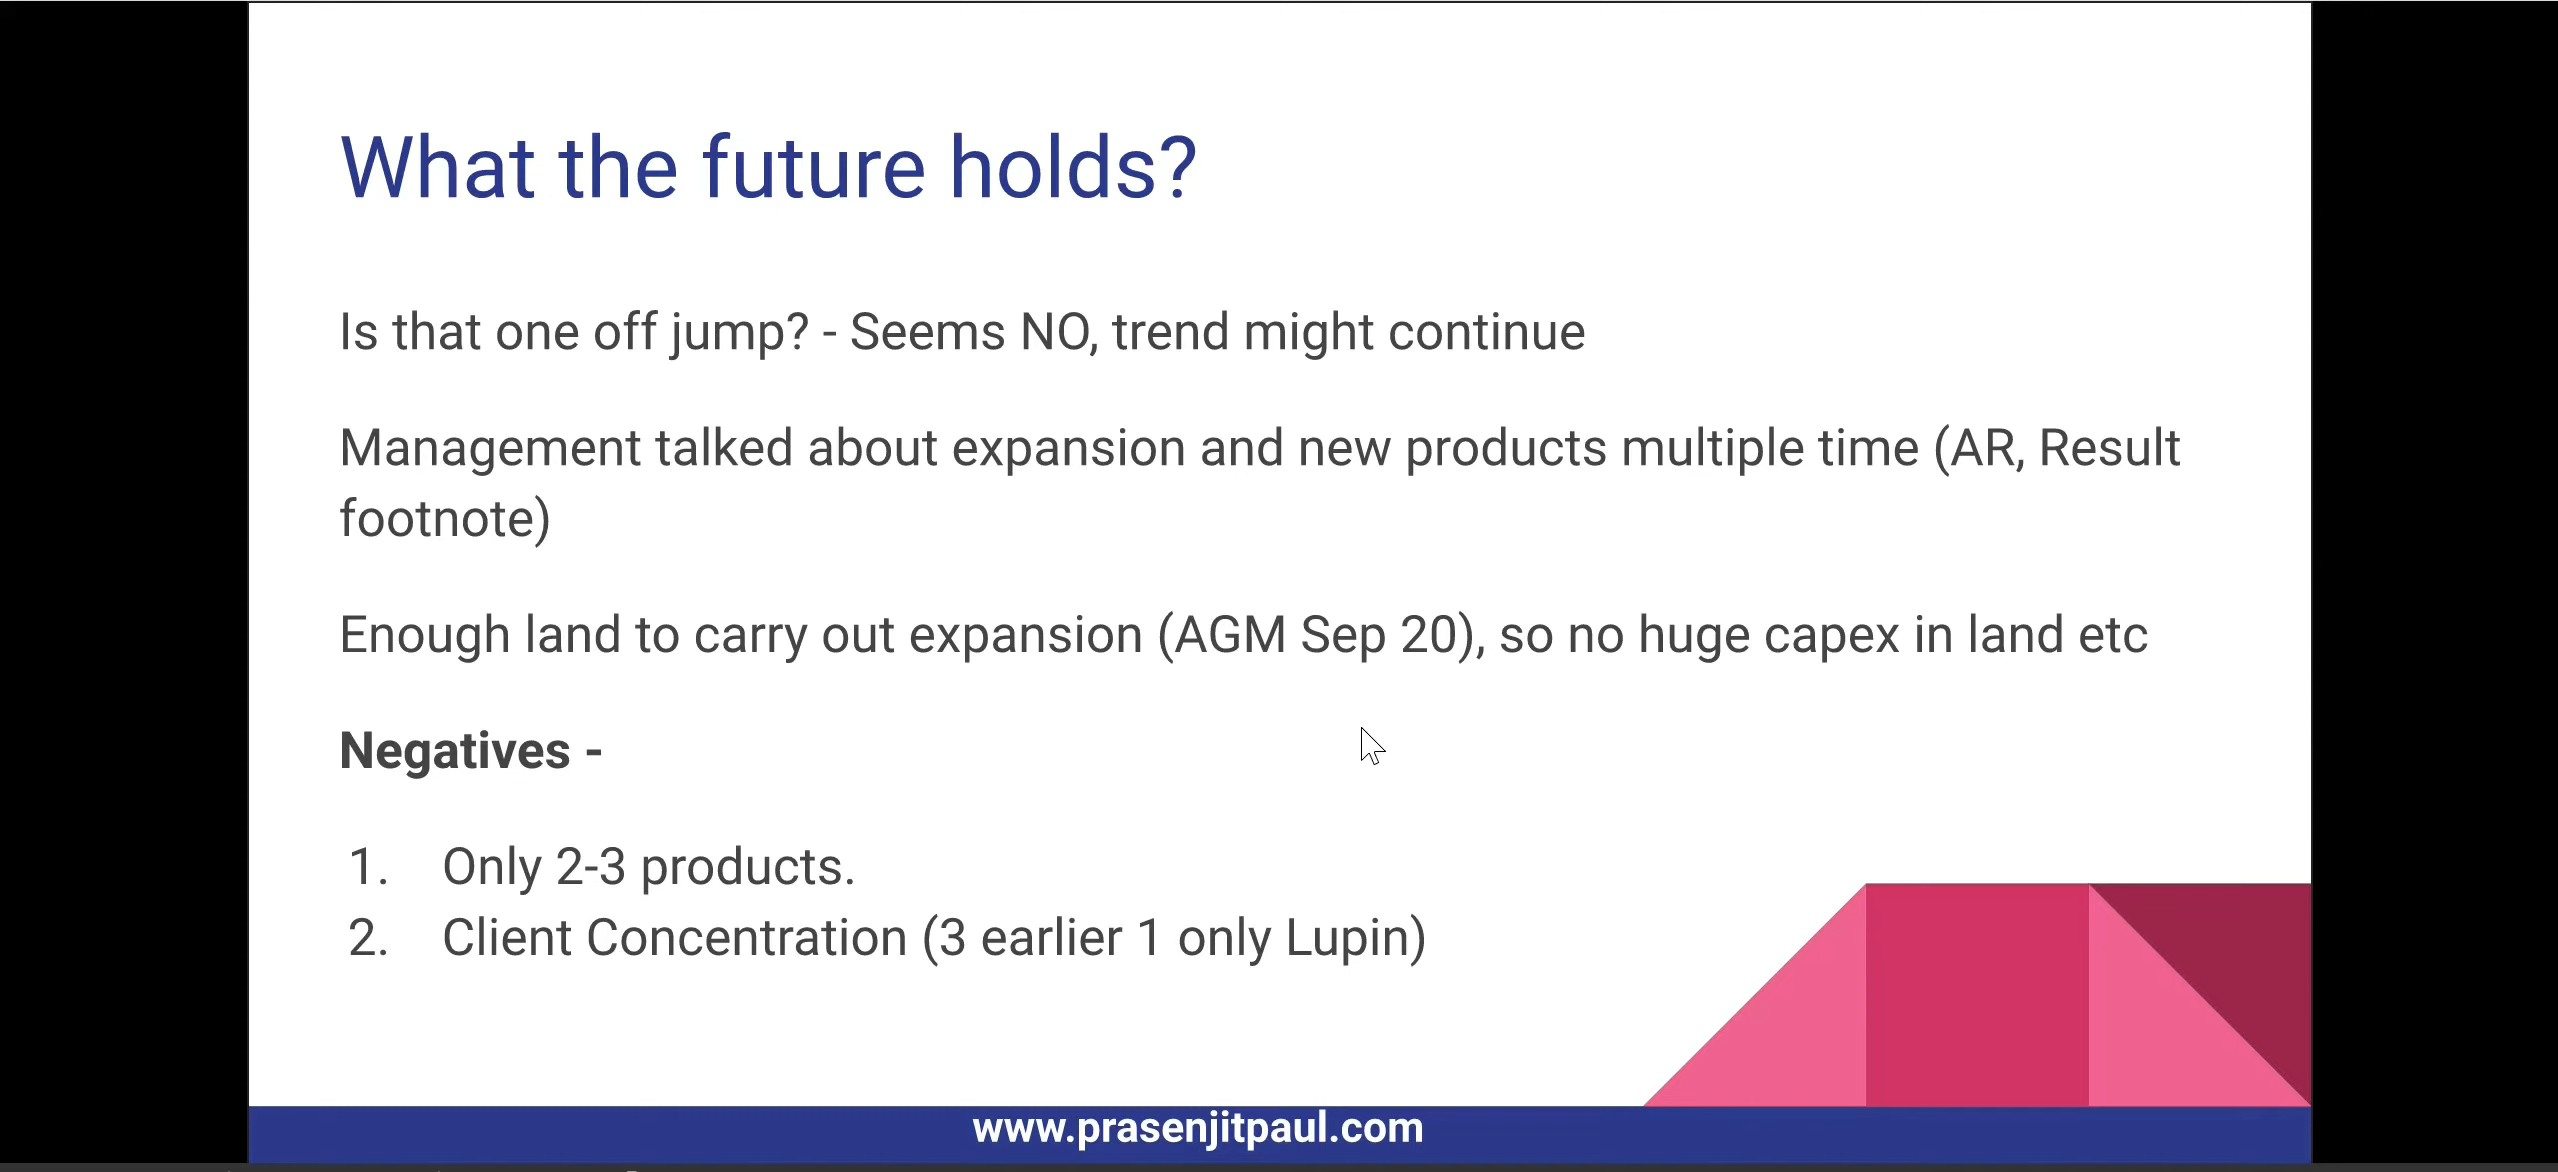 What the future holds?
Is that one off jump? - Seems NO, trend might continue
Management talked about expansion and new products multiple time (AR, Result
footnote)
Enough land to carry out expansion (AGM Sep 20), so no huge capex in land etc
Negatives -
1. Only 2-3 products.
2. Client Concentration (3 earlier 1 only Lupin)
www.prasenjitpaul.com